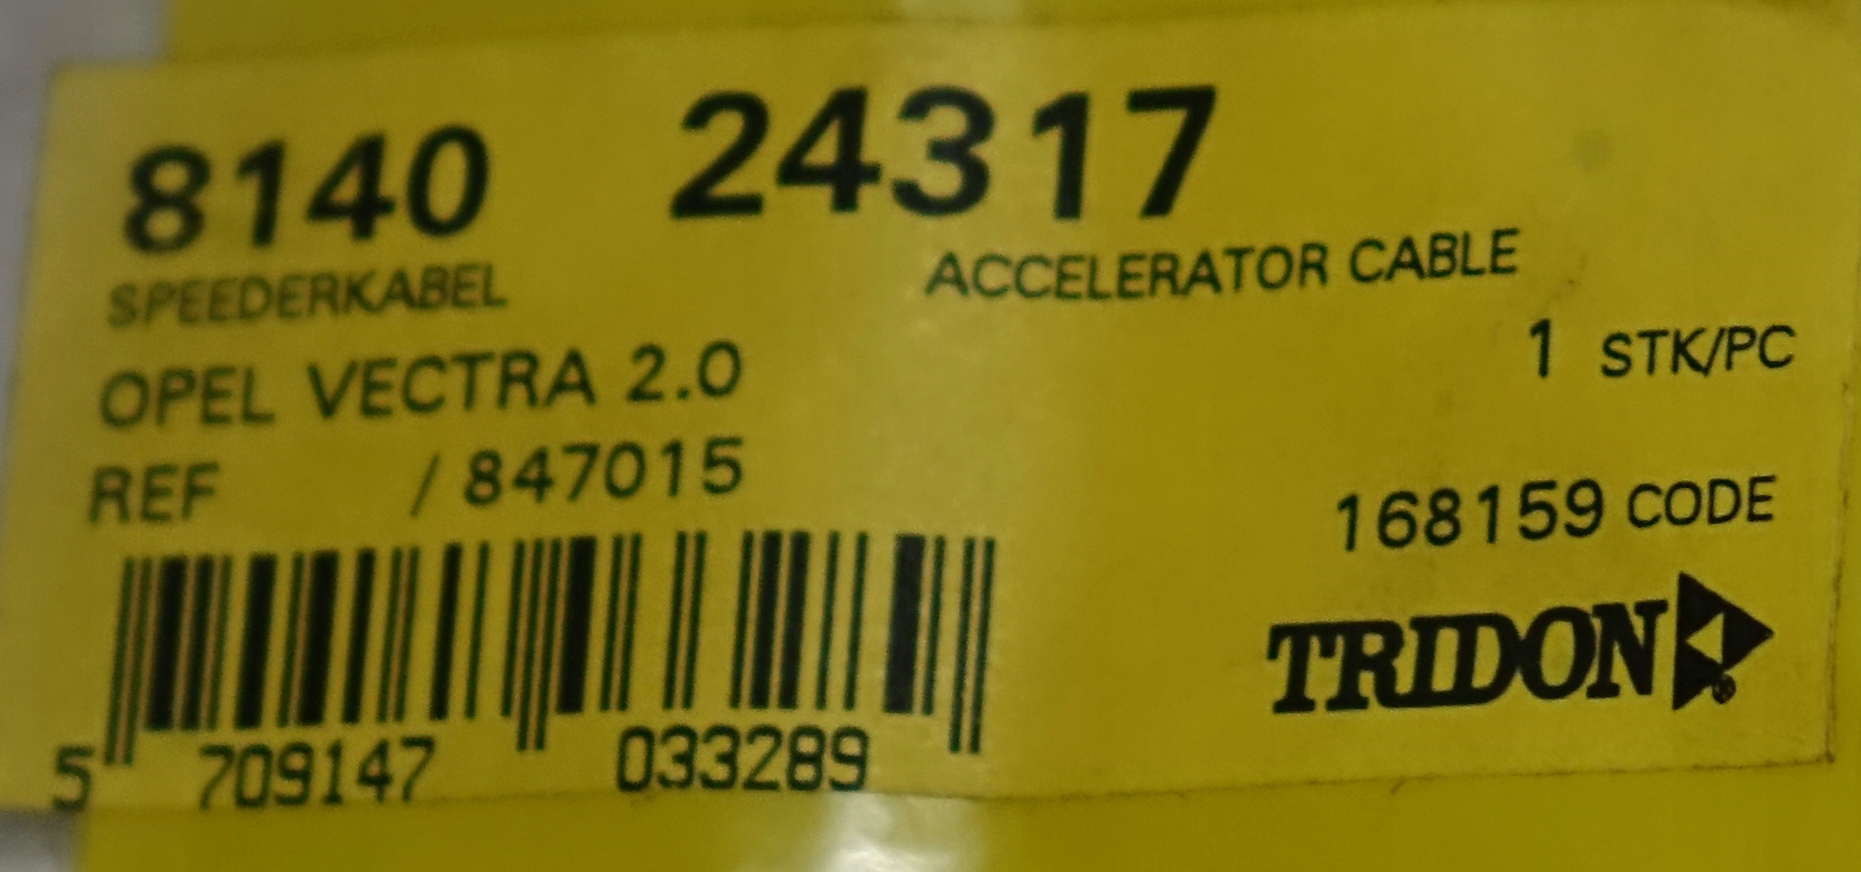 8140 24317
SPEEDERKABEL ACCELERATOR CABLE
OPEL VECTRA 2.0 1 STK/PC
REF / 847015 168159 CODE
TRIDON®
5 709147 033289